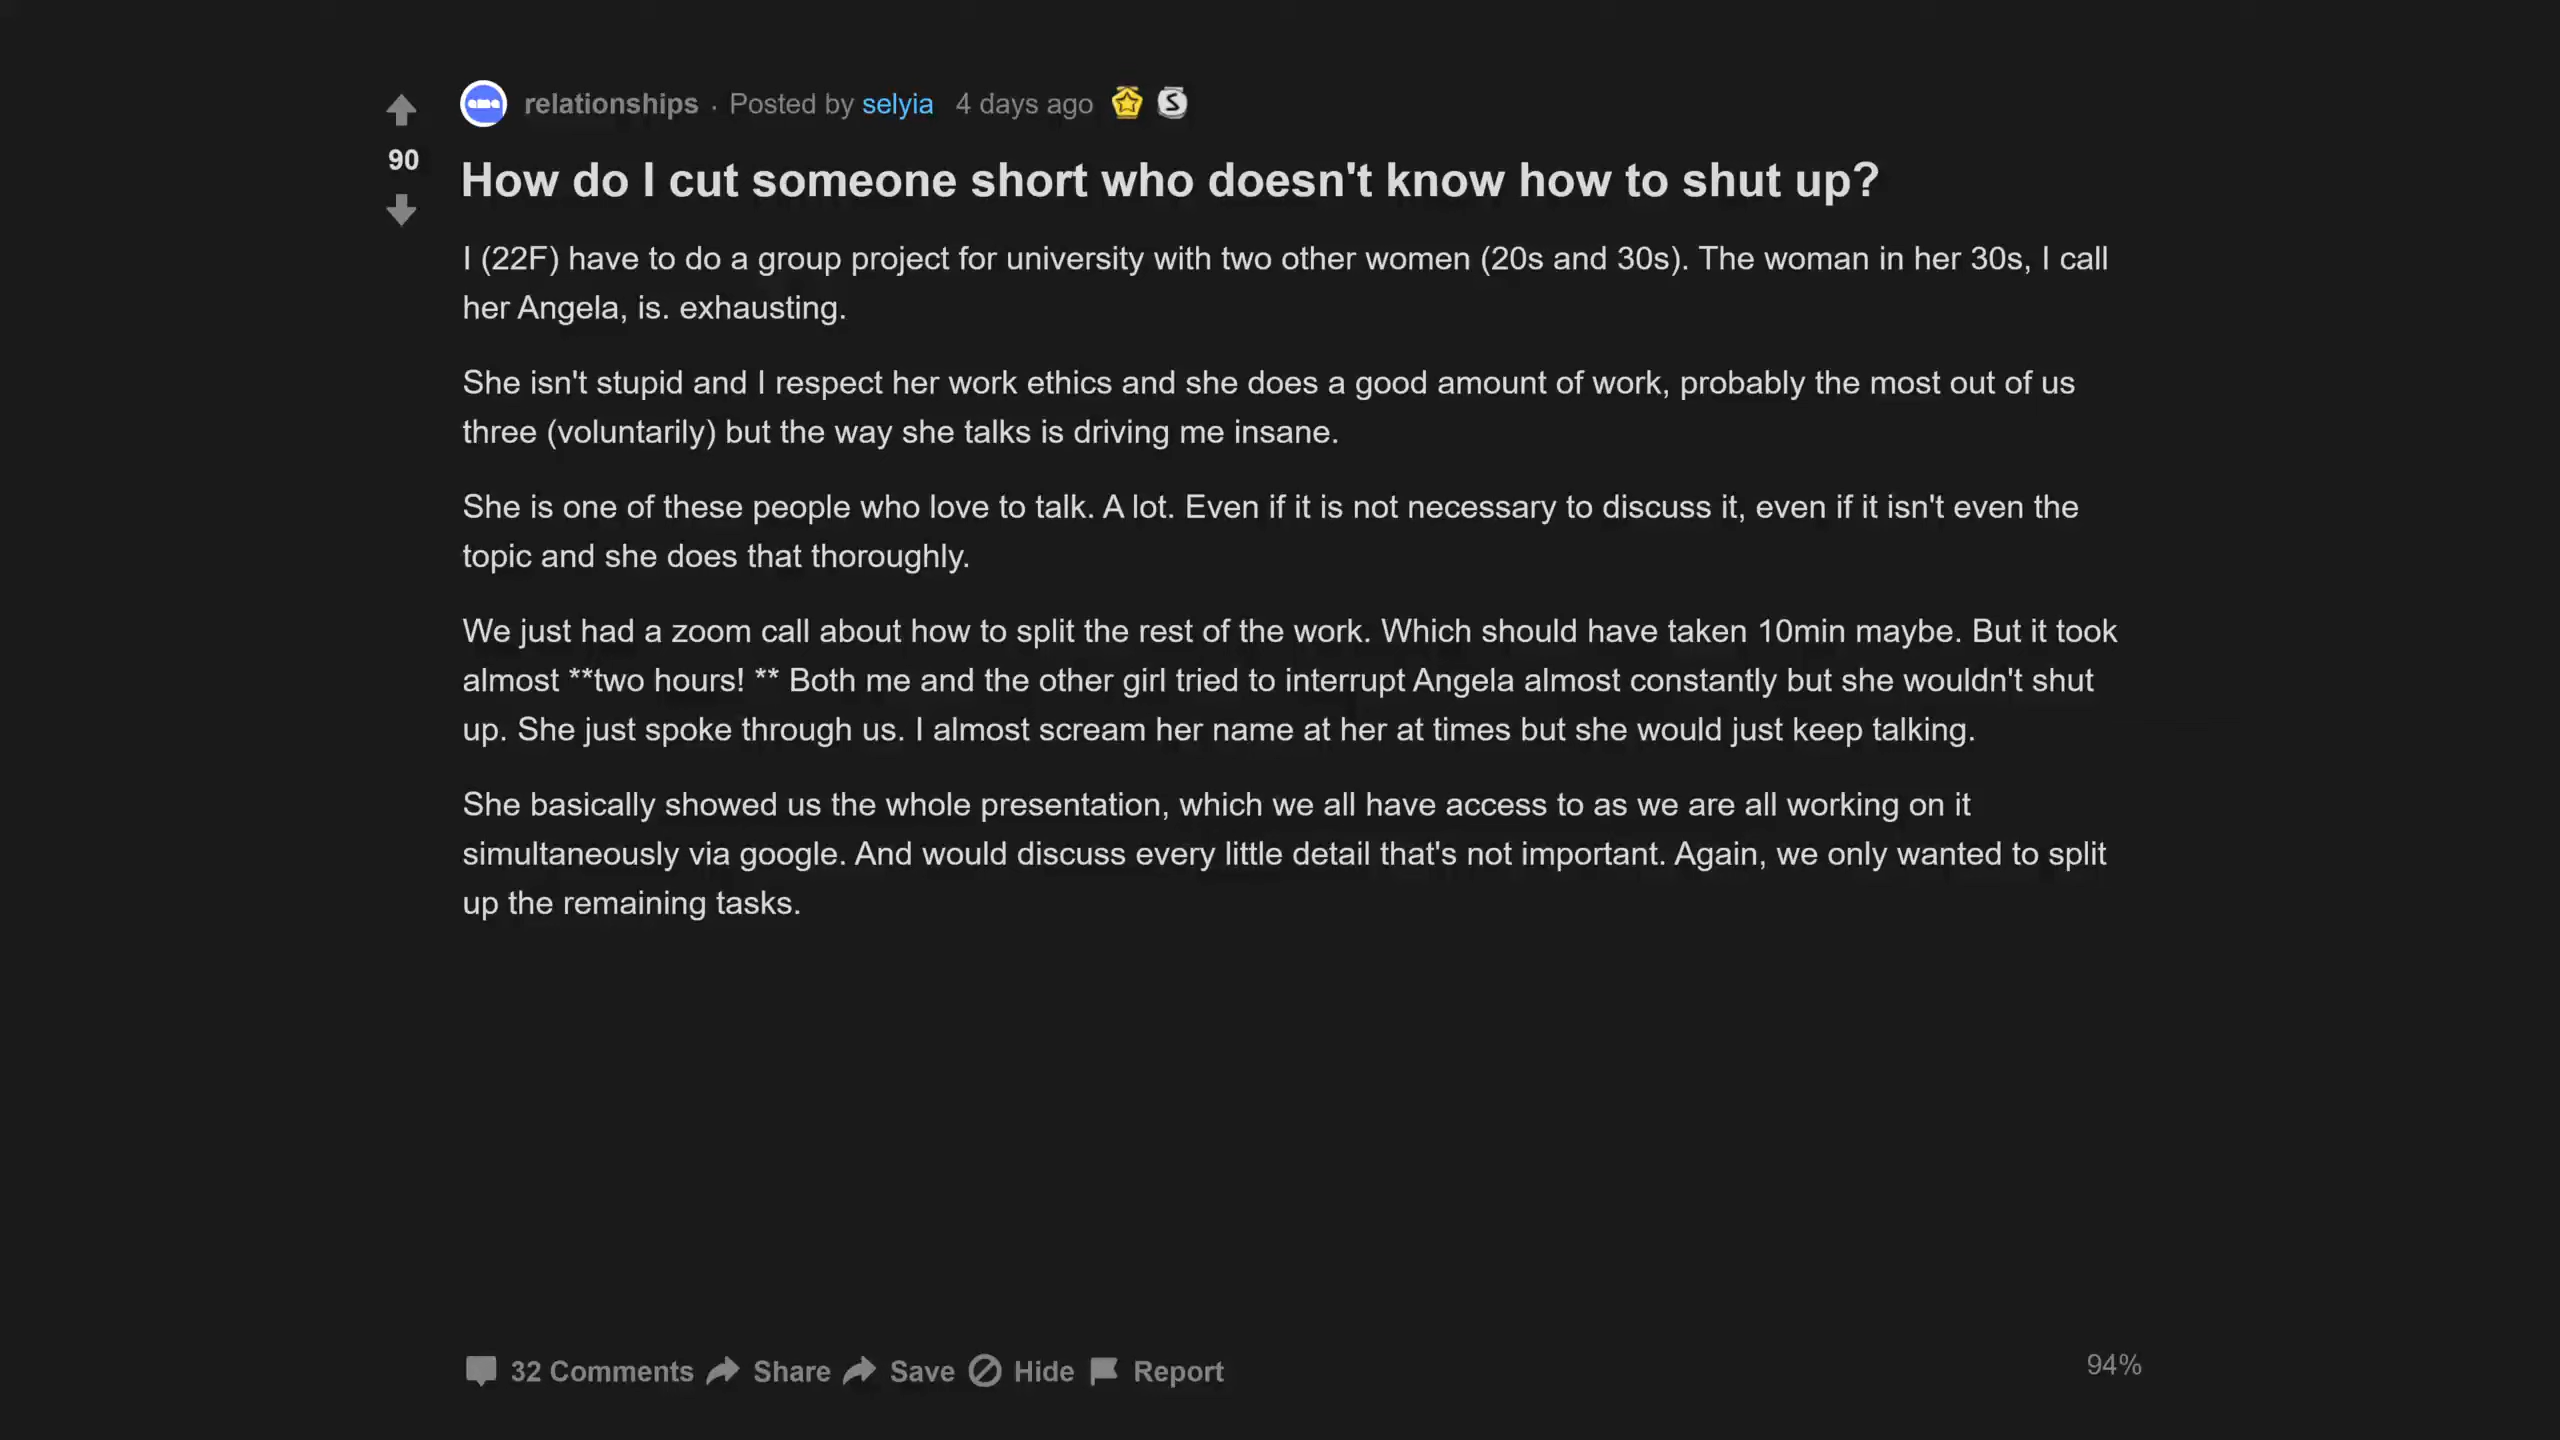 relationships · Posted by selyia 4 days ago
90
How do I cut someone short who doesn't know how to shut up?
I (22F) have to do a group project for university with two other women (20s and 30s). The woman in her 30s, I call
her Angela, is. exhausting.
She isn't stupid and I respect her work ethics and she does a good amount of work, probably the most out of us
three (voluntarily) but the way she talks is driving me insane.
She is one of these people who love to talk. A lot. Even if it is not necessary to discuss it, even if it isn't even the
topic and she does that thoroughly.
We just had a zoom call about how to split the rest of the work. Which should have taken 10min maybe. But it took
almost **two hours! ** Both me and the other girl tried to interrupt Angela almost constantly but she wouldn't shut
up. She just spoke through us. I almost scream her name at her at times but she would just keep talking.
She basically showed us the whole presentation, which we all have access to as we are all working on it
simultaneously via google. And would discuss every little detail that's not important. Again, we only wanted to split
up the remaining tasks.
32 Comments Share Save Hide Report
94%